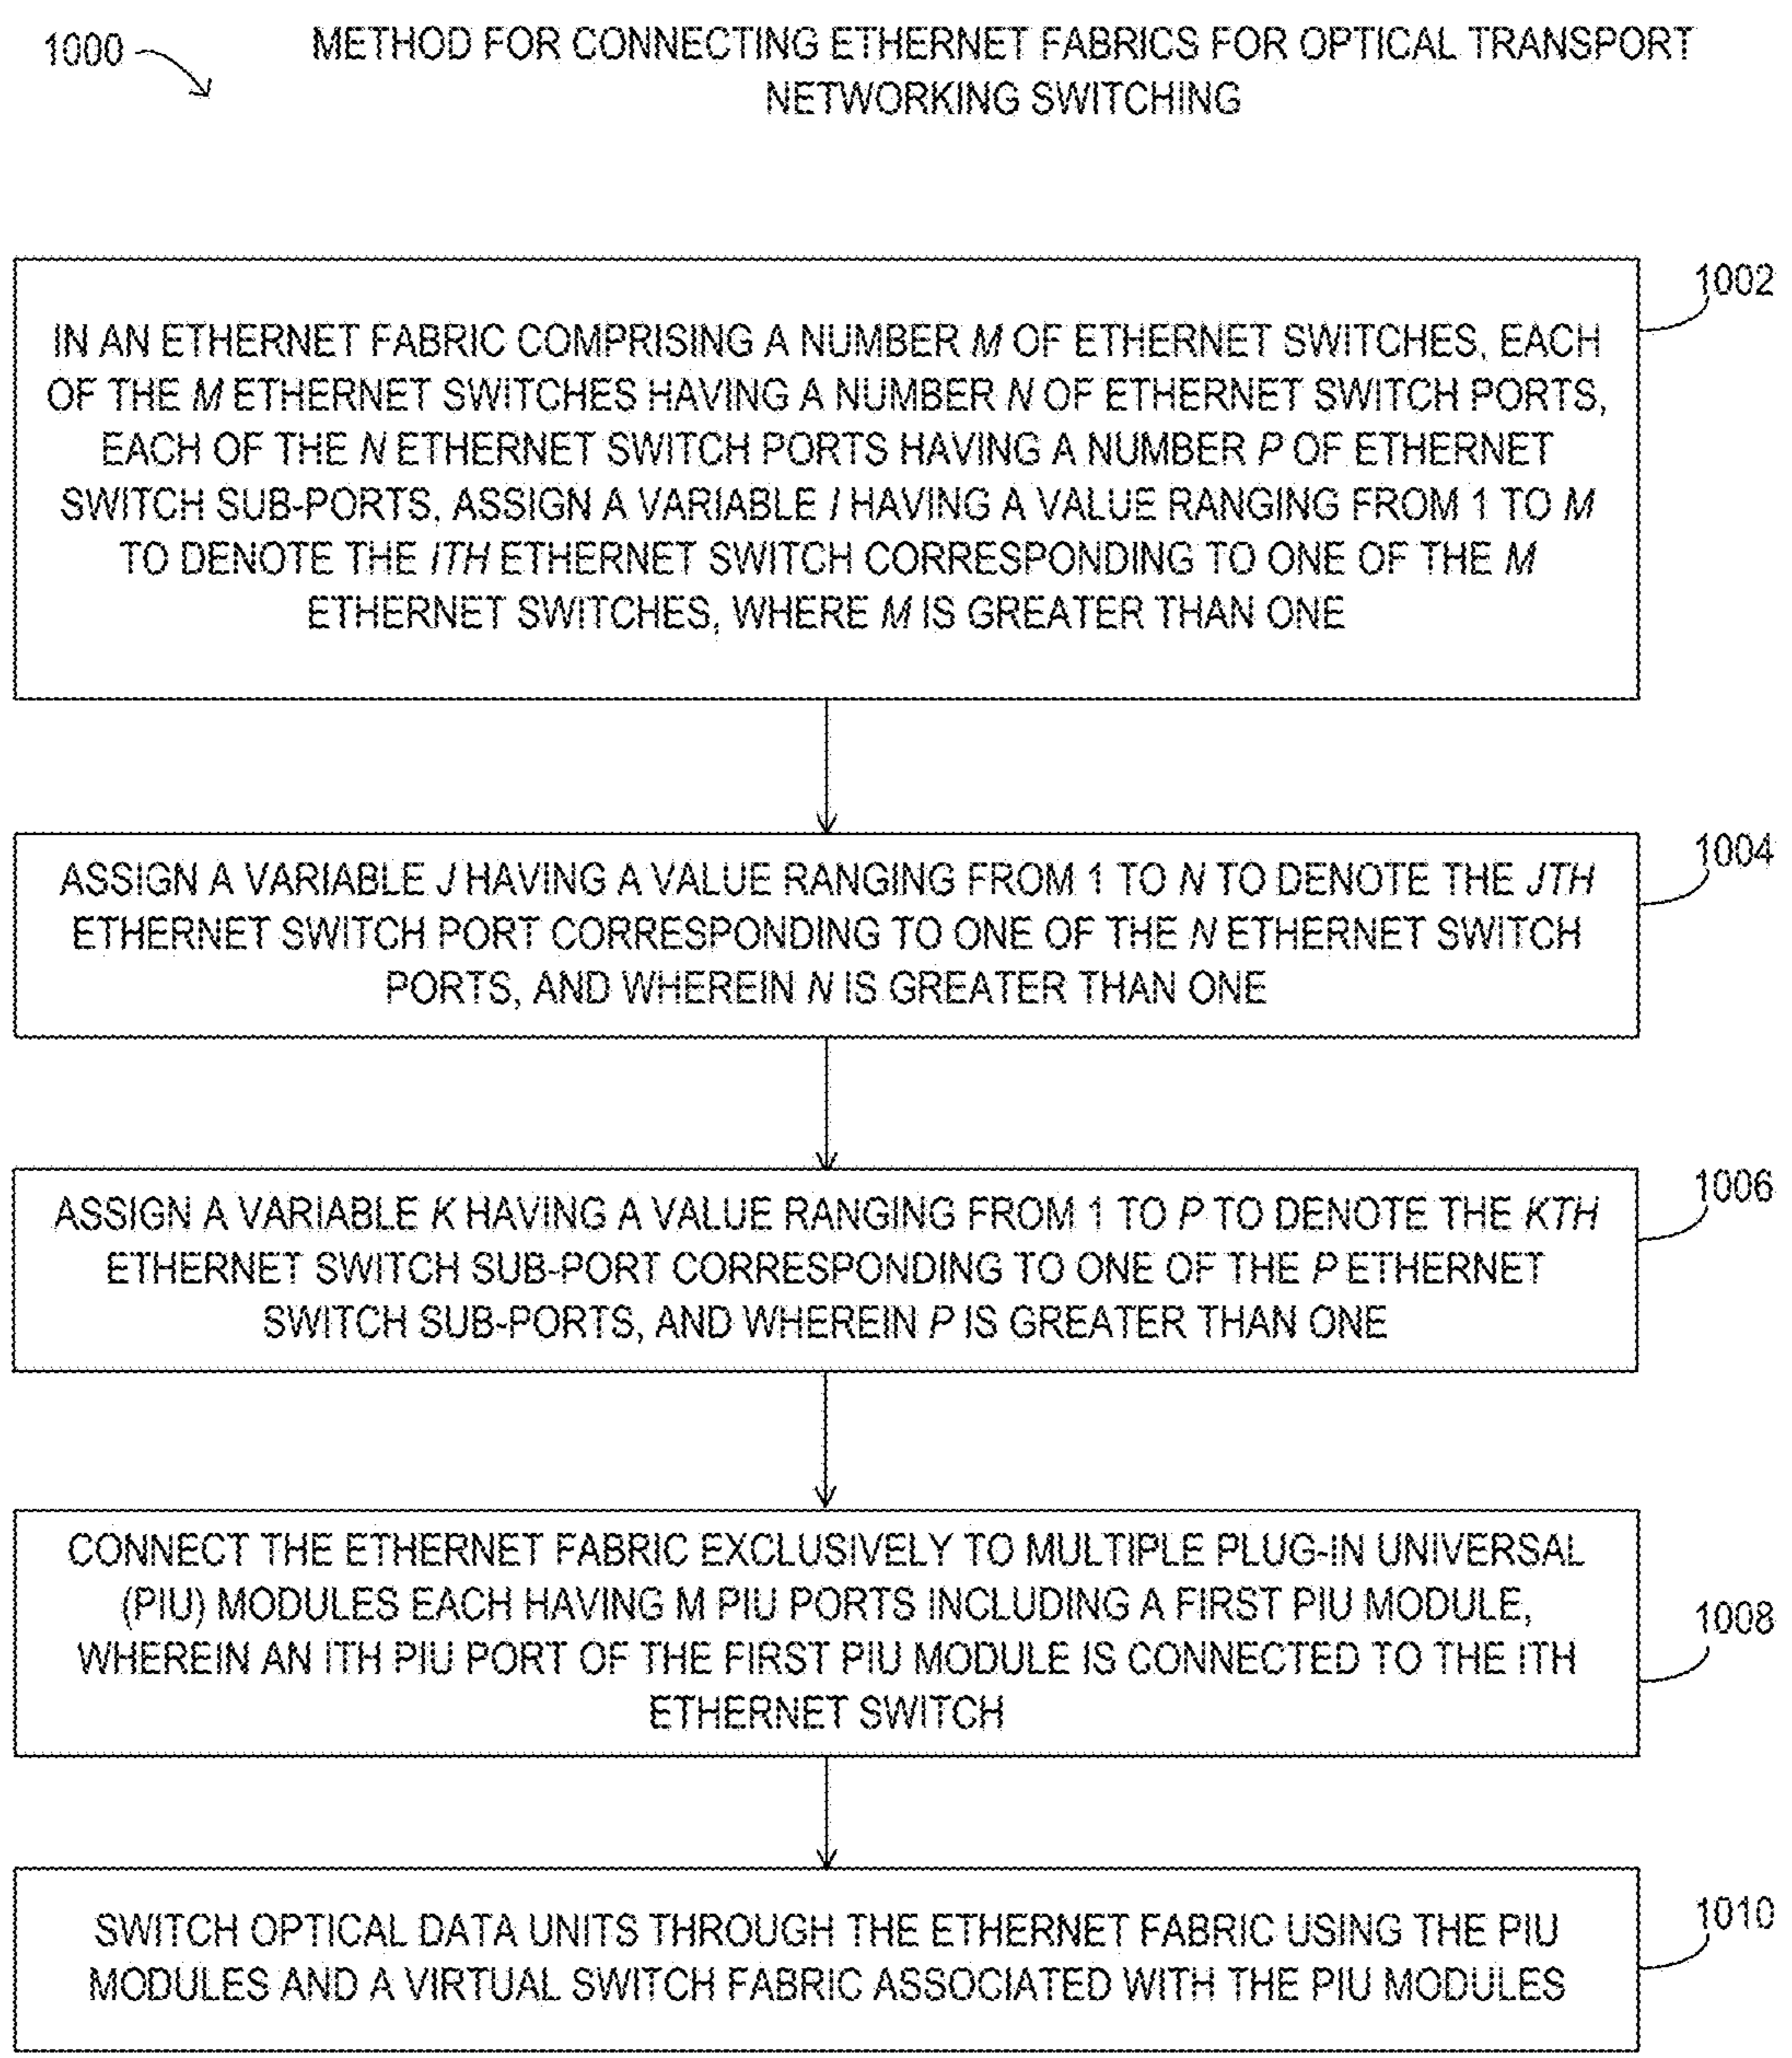 1000
METHOD FOR CONNECTING ETHERNET FABRICS FOR OPTICAL TRANSPORT
NETWORKING SWITCHING
1002
IN AN ETHERNET FABRIC COMPRISING A NUMBER M OF ETHERNET SWITCHES, EACH
OF THE M ETHERNET SWITCHES HAVING A NUMBER N OF ETHERNET SWITCH PORTS,
EACH OF THE N ETHERNET SWITCH PORTS HAVING A NUMBER P OF ETHERNET
SWITCH SUB-PORTS, ASSIGN A VARIABLE I HAVING A VALUE RANGING FROM 1 TO M
TO DENOTE THE ITH ETHERNET SWITCH CORRESPONDING TO ONE OF THE M
ETHERNET SWITCHES, WHERE M IS GREATER THAN ONE
1004
ASSIGN A VARIABLE J HAVING A VALUE RANGING FROM 1 TO N TO DENOTE THE JTH
ETHERNET SWITCH PORT CORRESPONDING TO ONE OF THE N ETHERNET SWITCH
PORTS, AND WHEREIN N IS GREATER THAN ONE
1006
ASSIGN A VARIABLE K HAVING A VALUE RANGING FROM 1 TO P TO DENOTE THE KTH
ETHERNET SWITCH SUB-PORT CORRESPONDING TO ONE OF THE P ETHERNET
SWITCH SUB-PORTS, AND WHEREIN P IS GREATER THAN ONE
CONNECT THE ETHERNET FABRIC EXCLUSIVELY TO MULTIPLE PLUG-IN UNIVERSAL
(PIU) MODULES EACH HAVING M PIU PORTS INCLUDING A FIRST PIU MODULE,
1008
WHEREIN AN ITH PIU PORT OF THE FIRST PIU MODULE IS CONNECTED TO THE ITH
ETHERNET SWITCH
1010
SWITCH OPTICAL DATA UNITS THROUGH THE ETHERNET FABRIC USING THE PIU
MODULES AND A VIRTUAL SWITCH FABRIC ASSOCIATED WITH THE PIU MODULES